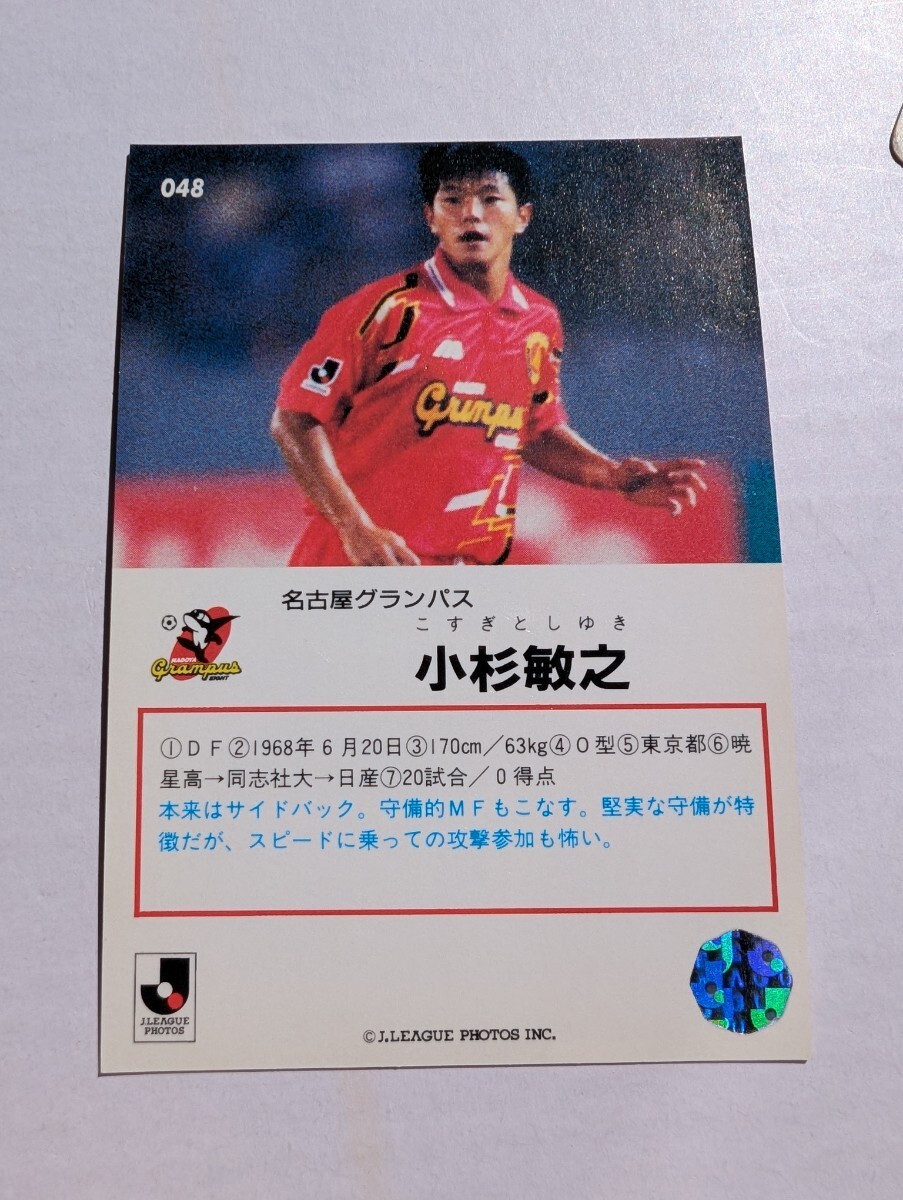 048
Grampus
名古屋グランパス
こすぎとしゆき
小杉敏之
NAGOYA
Grampus
EIGHT
①ＤＦ②1968年６月20日③170cm／63kg④Ｏ型⑤東京都⑥暁
星高→同志社大→日産⑦20試合／０得点
本来はサイドバック。守備的ＭＦもこなす。堅実な守備が特
徴だが、スピードに乗っての攻撃参加も怖い。
J.LEAGUE
PHOTOS
©J.LEAGUE PHOTOS INC.